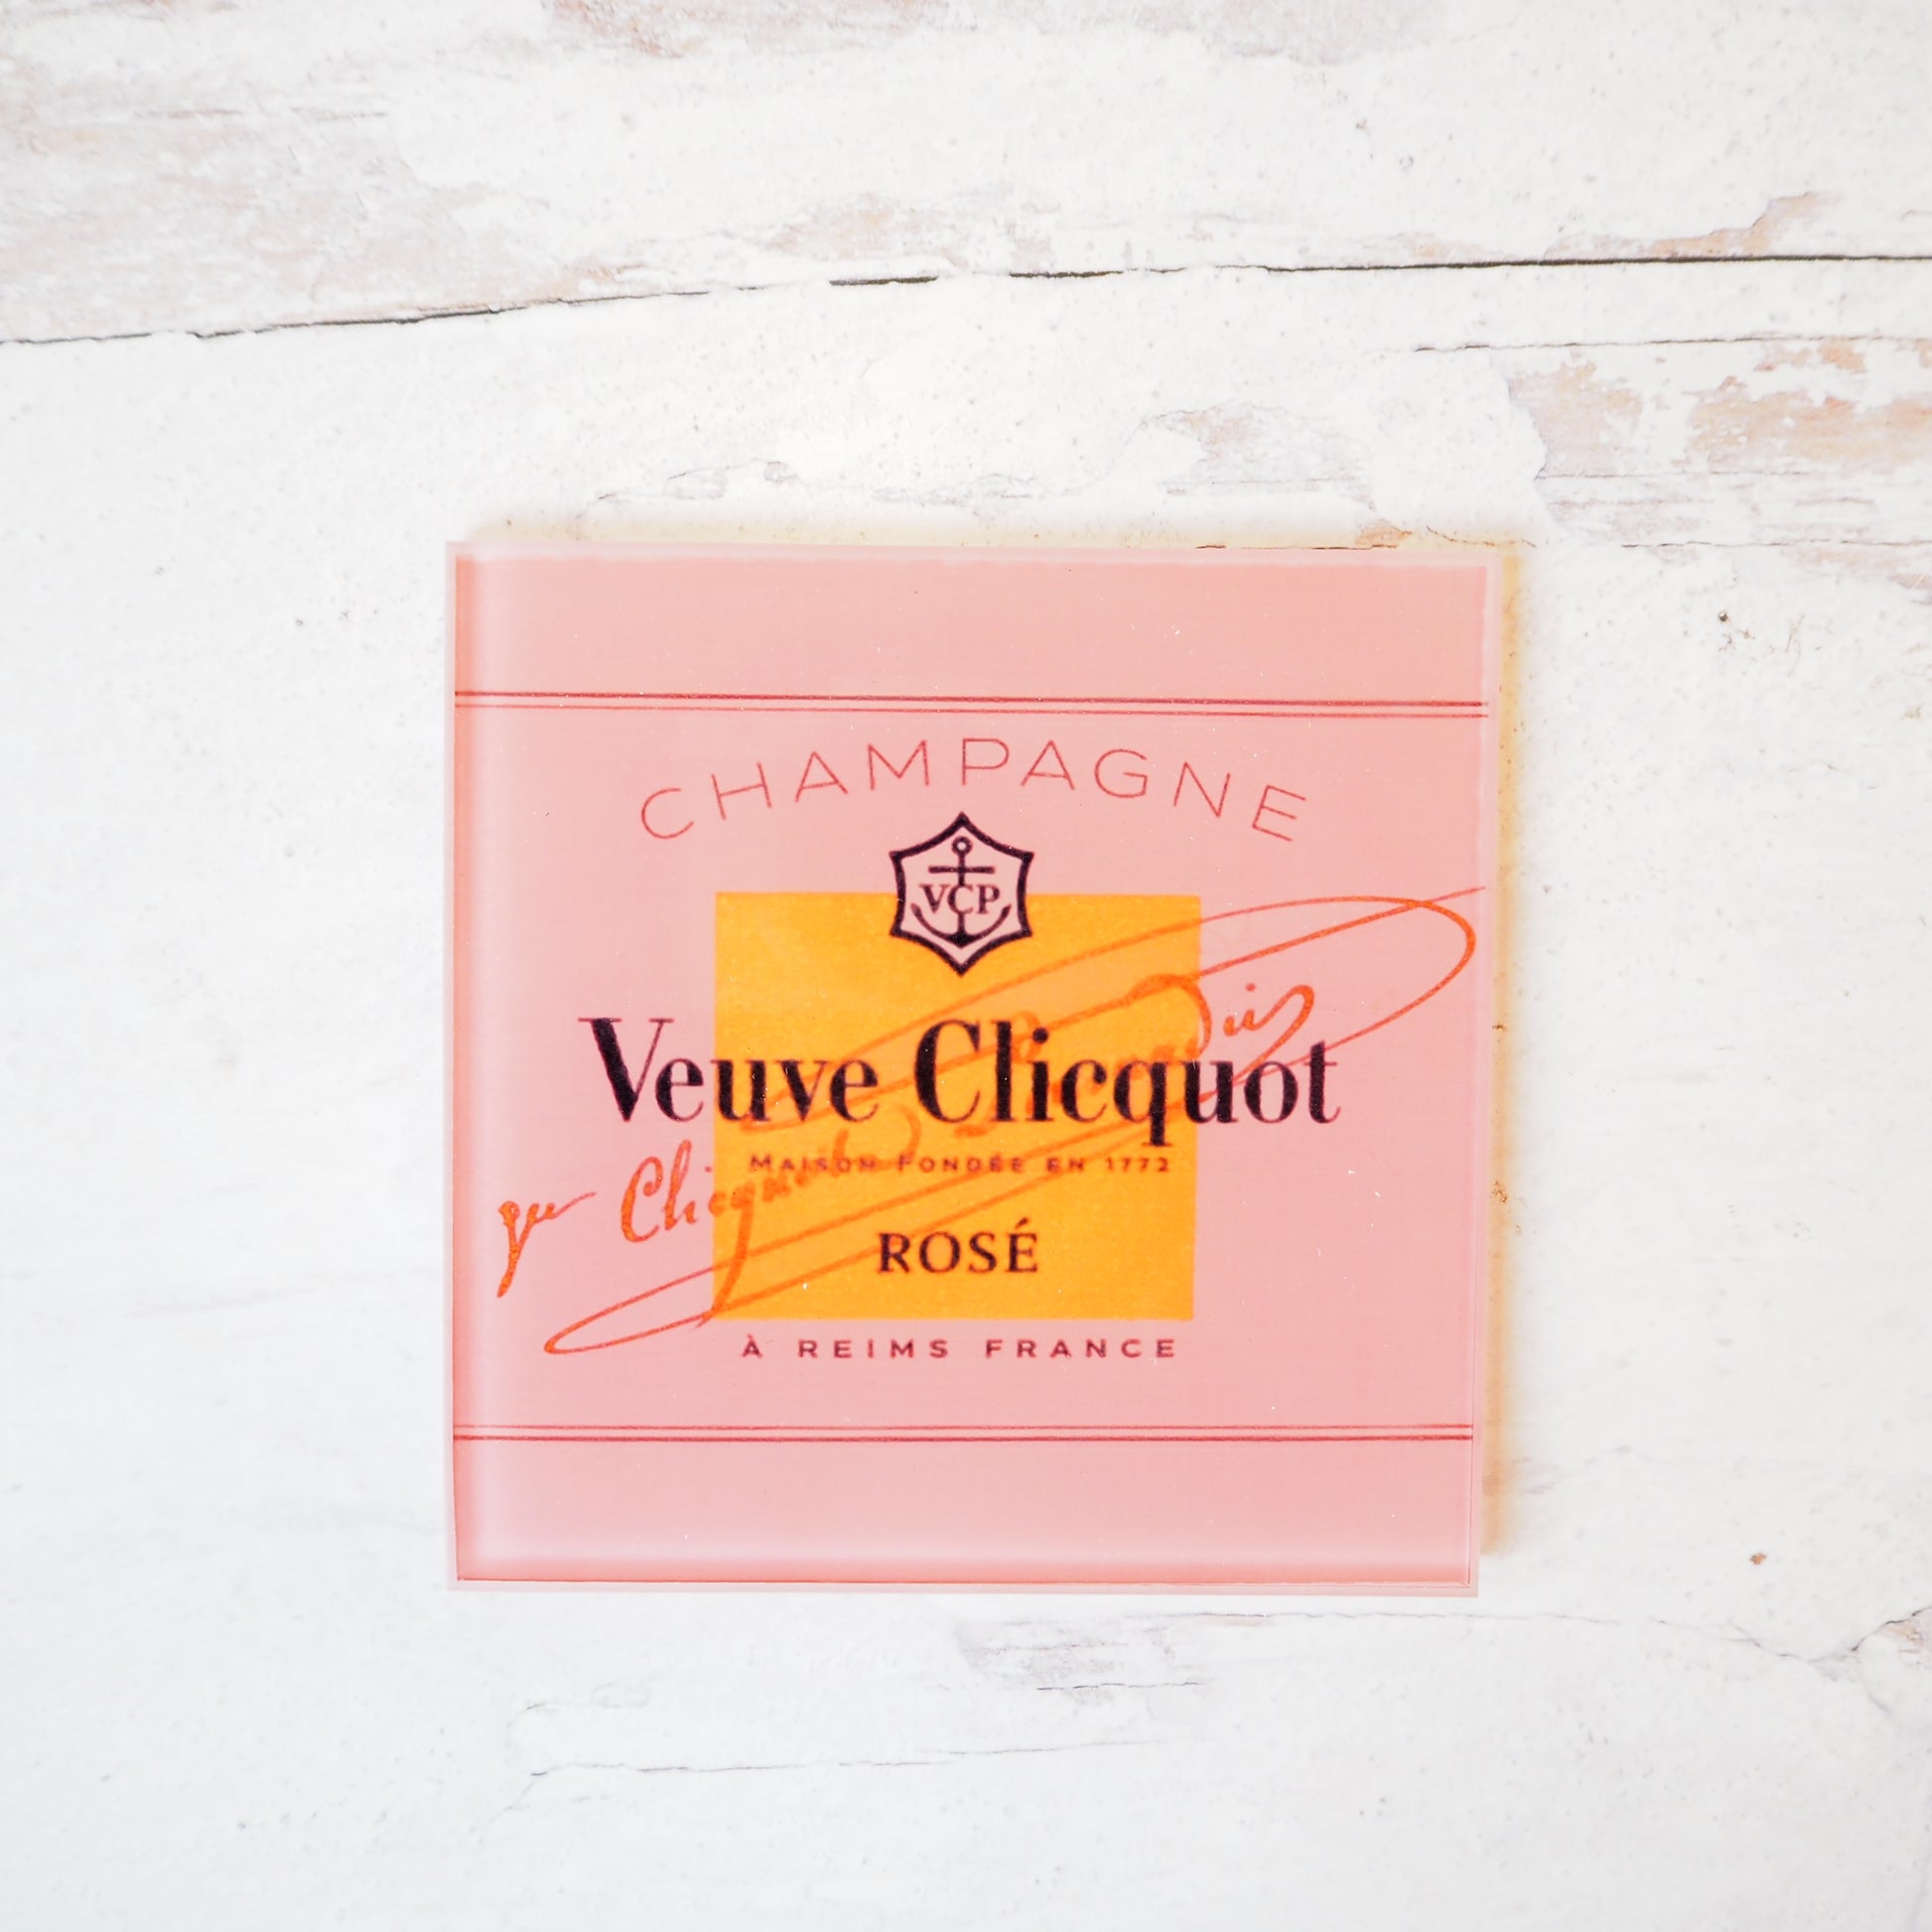 CHAMPAGNE
VCP
Veuve Clicquot
MAISON FONDÉE EN 1772
ROSÉ
À REIMS FRANCE